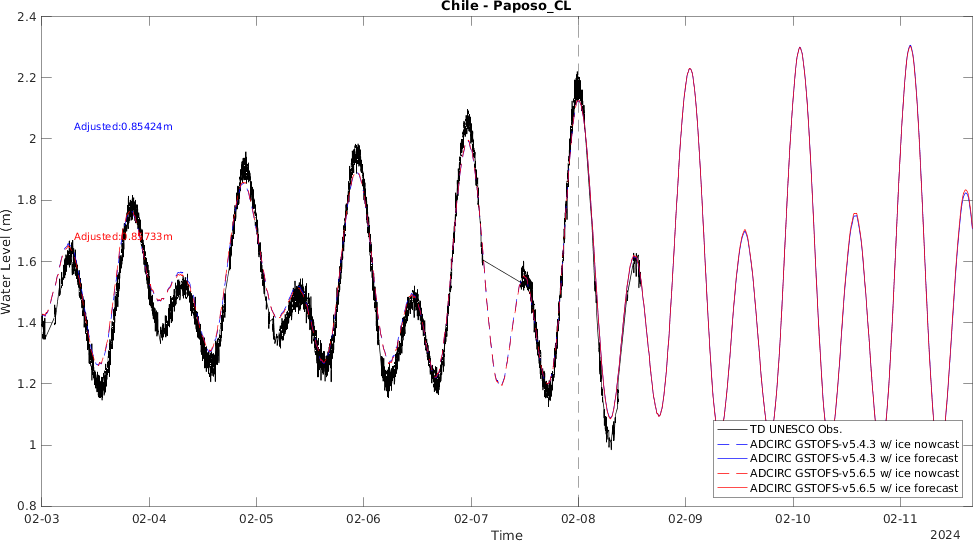 Chile - Paposo_CL
2.4
2.2
2
1.8
1.6
1.4
1.2
1
0.8
Water Level (m)
Adjusted:0.85424m
Adjusted:0.85733m
TD UNESCO Obs.
ADCIRC GSTOFS-v5.4.3 w/ ice nowcast
ADCIRC GSTOFS-v5.4.3 w/ ice forecast
ADCIRC GSTOFS-v5.6.5 w/ ice nowcast
ADCIRC GSTOFS-v5.6.5 w/ ice forecast
02-03 02-04 02-05 02-06 02-07 02-08 02-09 02-10 02-11
Time
2024